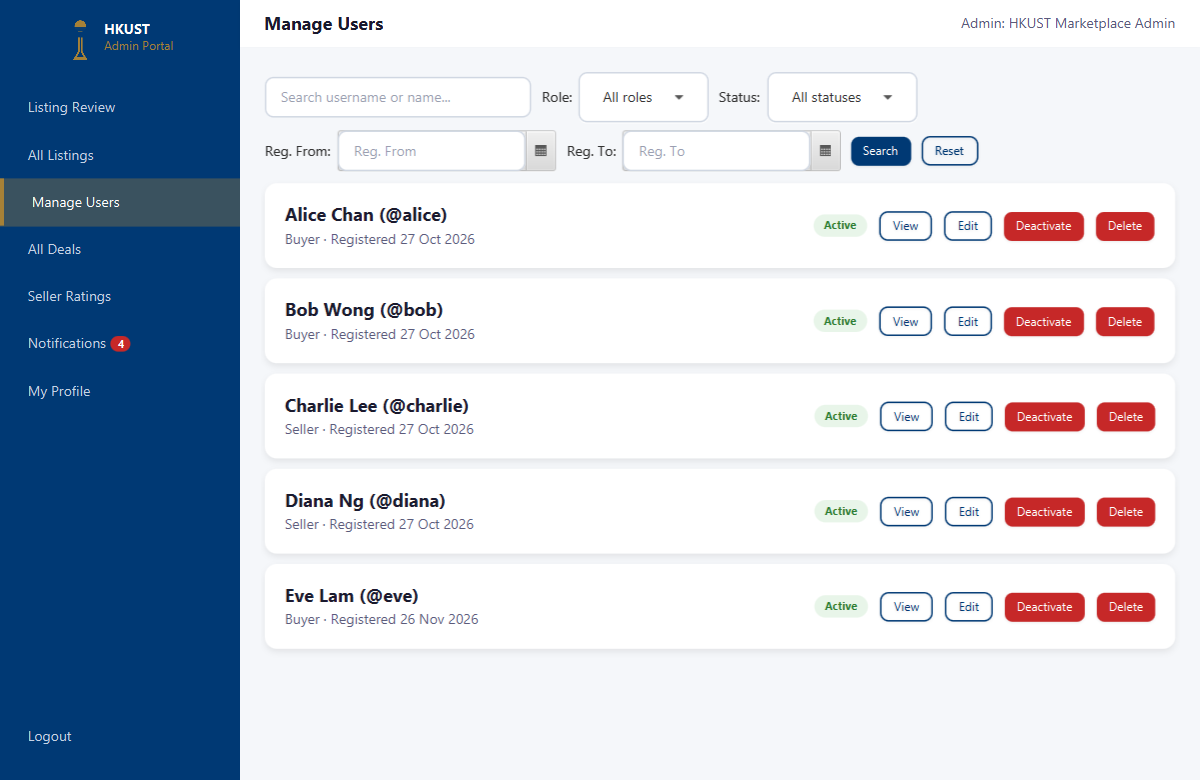 HKUST
Admin Portal
Listing Review
All Listings
Manage Users
All Deals
Seller Ratings
Notifications 4
My Profile
Logout
Manage Users
Admin: HKUST Marketplace Admin
Search username or name...
Role: All roles
Status: All statuses
Reg. From: Reg. From
Reg. To: Reg. To
Search
Reset
Alice Chan (@alice)
Buyer · Registered 27 Oct 2026
Active View Edit Deactivate Delete
Bob Wong (@bob)
Buyer · Registered 27 Oct 2026
Active View Edit Deactivate Delete
Charlie Lee (@charlie)
Seller · Registered 27 Oct 2026
Active View Edit Deactivate Delete
Diana Ng (@diana)
Seller · Registered 27 Oct 2026
Active View Edit Deactivate Delete
Eve Lam (@eve)
Buyer · Registered 26 Nov 2026
Active View Edit Deactivate Delete